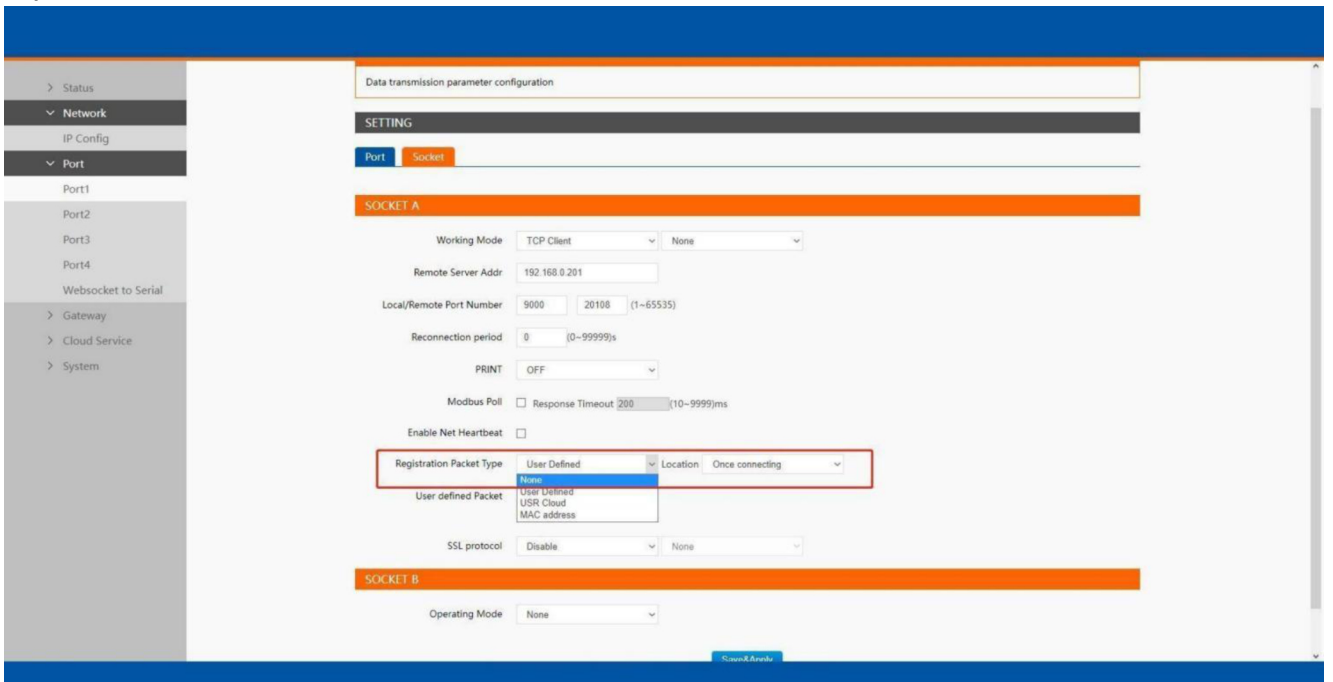 Status
Network
IP Config
Port
Port1
Port2
Port3
Port4
Websocket to Serial
Gateway
Cloud Service
System
Data transmission parameter configuration
SETTING
Port Socket
SOCKET A
Working Mode TCP Client None
Remote Server Addr 192.168.0.201
Local/Remote Port Number 9000 20108 (1~65535)
Reconnection period 0 (0~99999)s
PRINT OFF
Modbus Poll Response Timeout 200 (10~9999)ms
Enable Net Heartbeat
Registration Packet Type User Defined Location Once connecting
None
User Defined
User defined Packet
USR Cloud
MAC address
SSL protocol Disable None
SOCKET B
Operating Mode None
Save&Apply